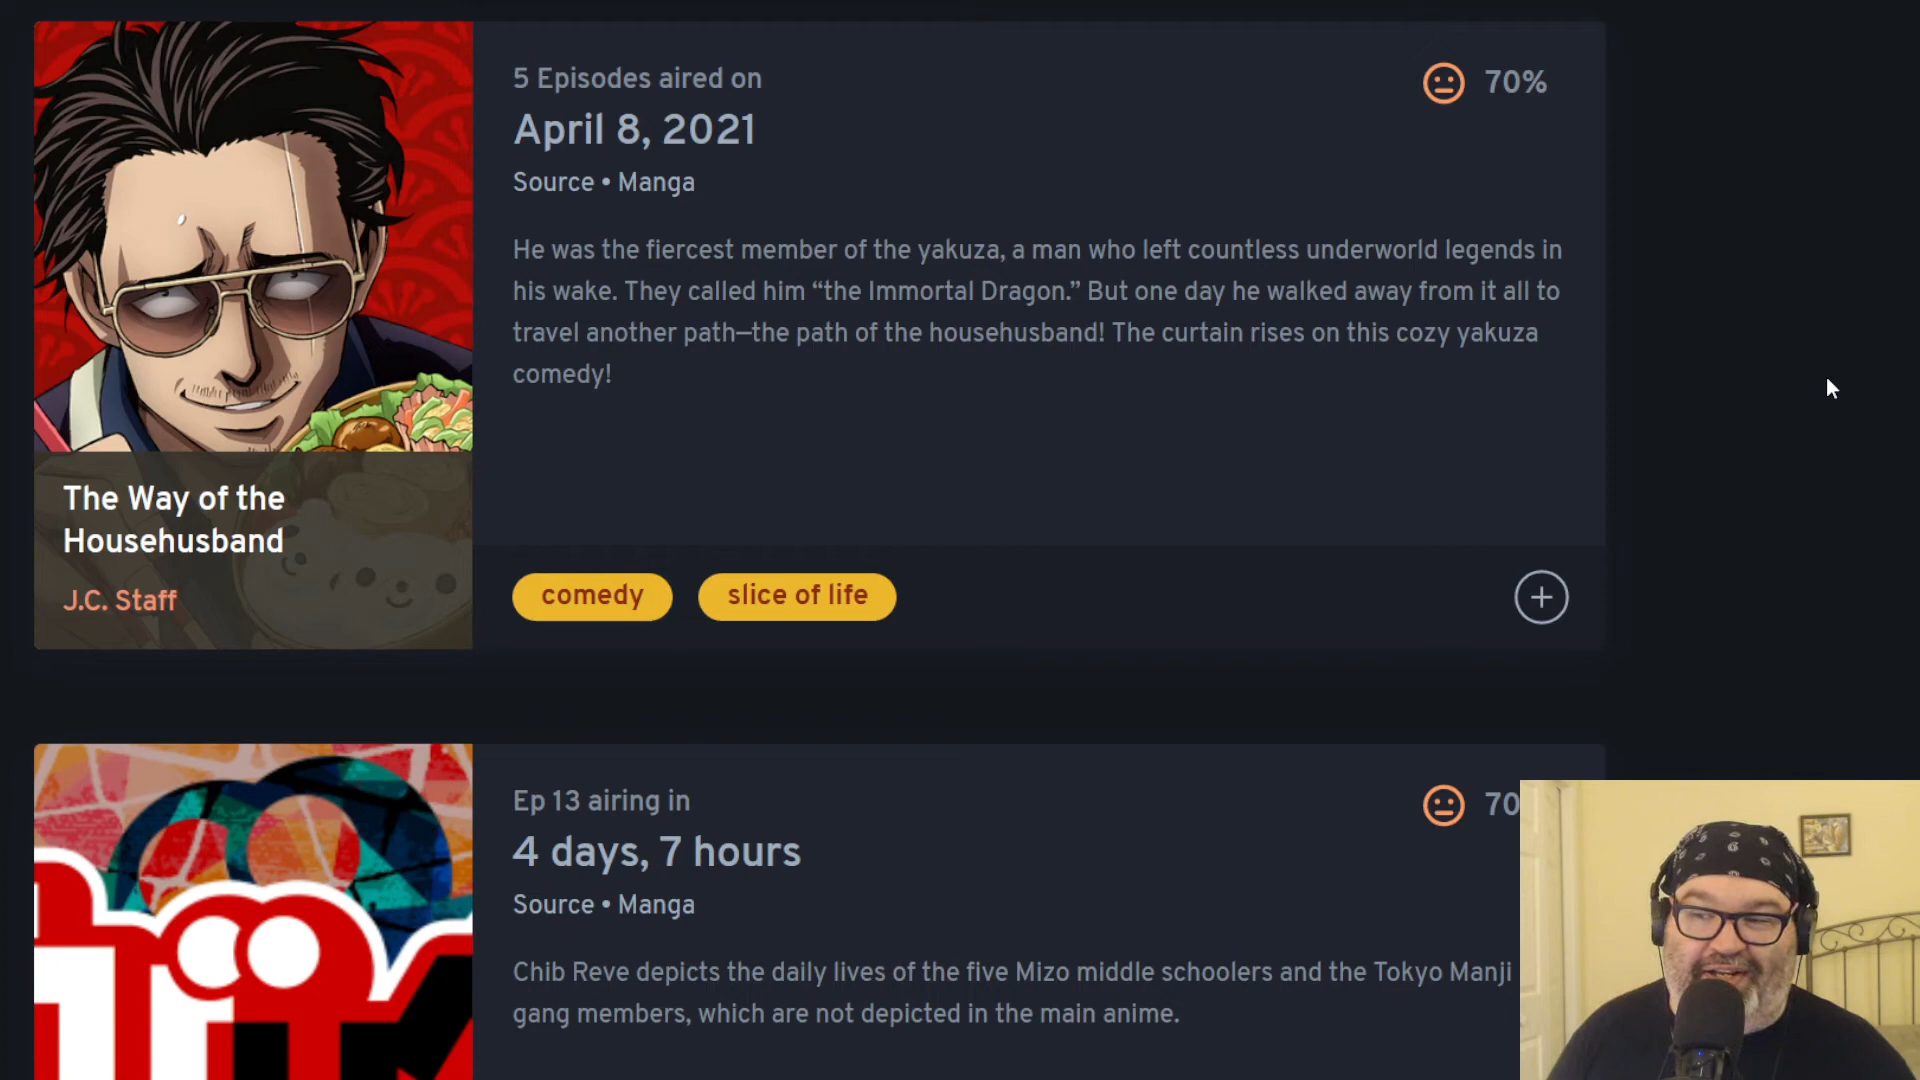 5 Episodes aired on
70%
April 8, 2021
Source • Manga
He was the fiercest member of the yakuza, a man who left countless underworld legends in
his wake. They called him “the Immortal Dragon.” But one day he walked away from it all to
travel another path—the path of the househusband! The curtain rises on this cozy yakuza
comedy!
The Way of the
Househusband
J.C. Staff
comedy
slice of life
Ep 13 airing in
70
4 days, 7 hours
Source • Manga
Chib Reve depicts the daily lives of the five Mizo middle schoolers and the Tokyo Manji
gang members, which are not depicted in the main anime.